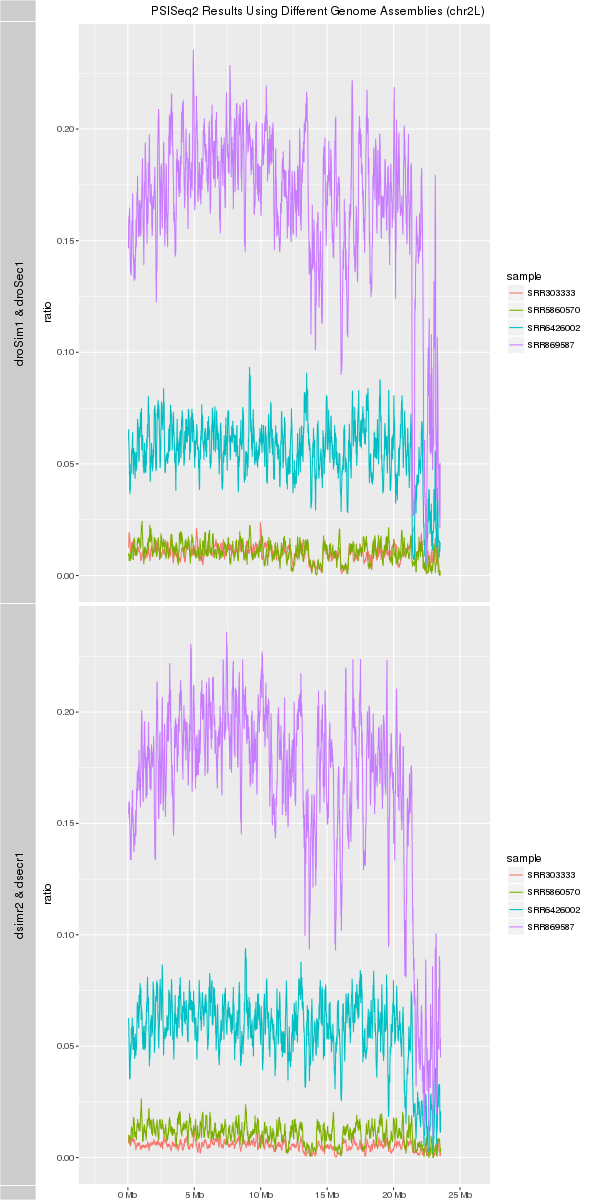 PSISeq2 Results Using Different Genome Assemblies (chr2L)
droSim1 & droSec1
ratio
0.20
0.15
0.10
0.05
0.00
sample
SRR303333
SRR5860570
SRR6426002
SRR869587
dsimr2 & dsecr1
ratio
0.20
0.15
0.10
0.05
0.00
sample
SRR303333
SRR5860570
SRR6426002
SRR869587
0 Mb 5 Mb 10 Mb 15 Mb 20 Mb 25 Mb